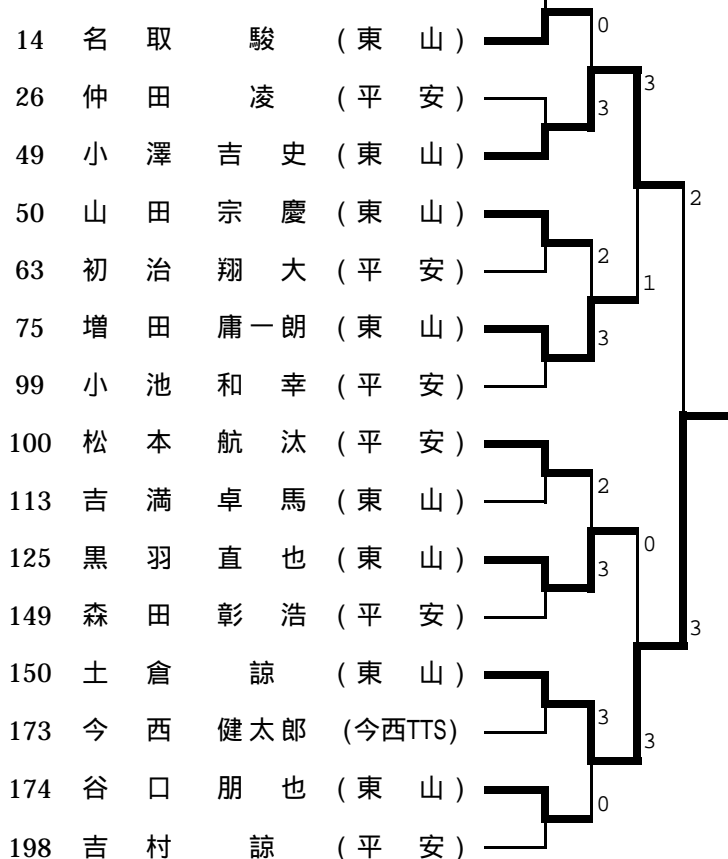 0
14 名取 駿 (東 山)
3
26 仲田 凌 (平 安)
3
49 小澤吉史 (東 山)
2
50 山田宗慶 (東 山)
2
63 初治翔大 (平 安)
1
75 増田庸一朗 (東 山)
3
99 小池和幸 (平 安)
100 松本航汰 (平 安)
2
113 吉満卓馬 (東 山)
0
125 黒羽直也 (東 山)
3
149 森田彰浩 (平 安)
3
150 土倉 諒 (東 山)
3
173 今西健太郎 (今西TTS)
3
174 谷口朋也 (東 山)
0
198 吉村 諒 (平 安)